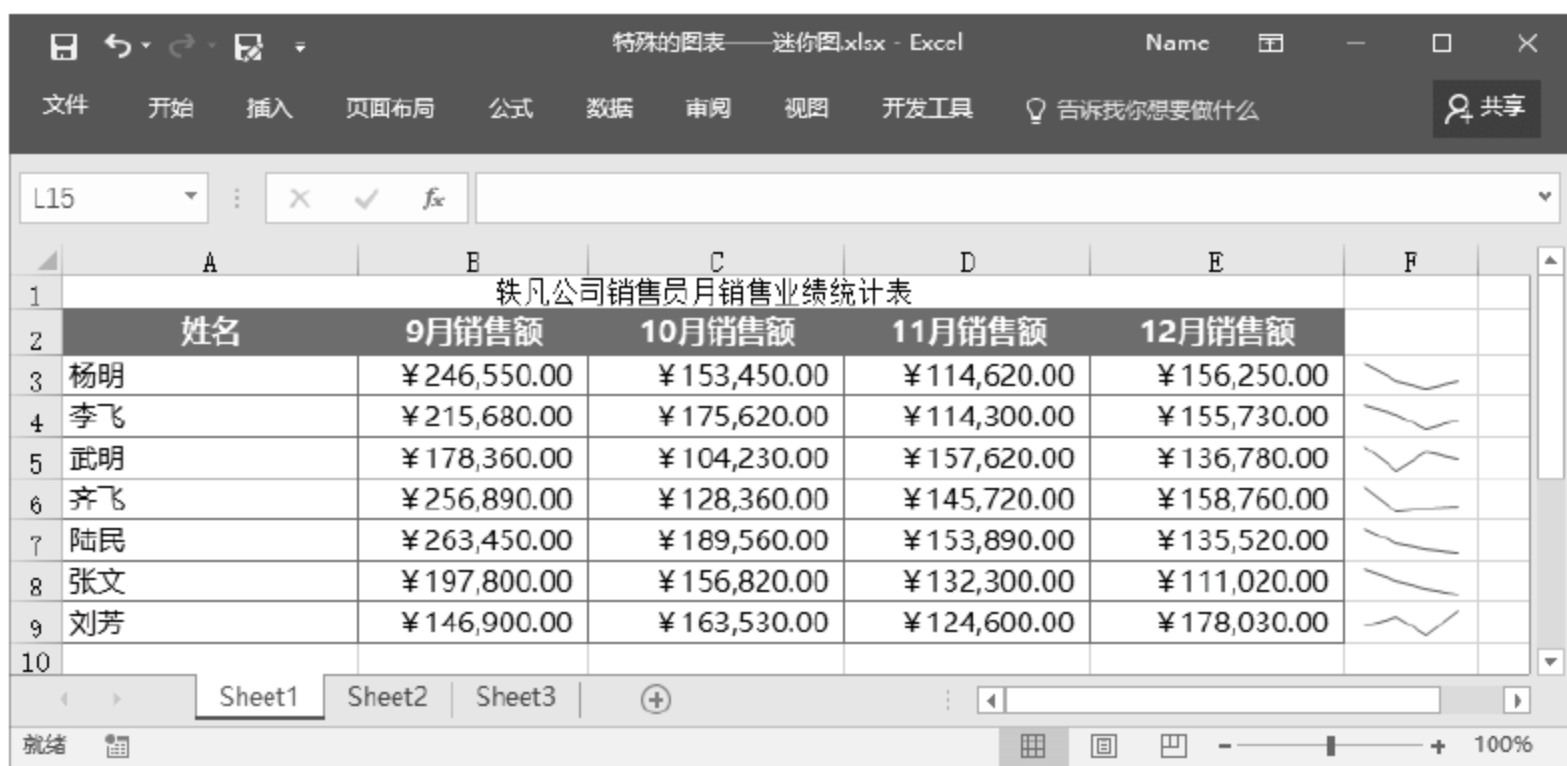 特殊的图表——迷你图.xlsx - Excel Name
文件 开始 插入 页面布局 公式 数据 审阅 视图 开发工具 告诉我你想要做什么 共享
L15 fx
A B C D E F
1 轶凡公司销售员月销售业绩统计表
2 姓名 9月销售额 10月销售额 11月销售额 12月销售额
3 杨明 ￥246,550.00 ￥153,450.00 ￥114,620.00 ￥156,250.00
4 李飞 ￥215,680.00 ￥175,620.00 ￥114,300.00 ￥155,730.00
5 武明 ￥178,360.00 ￥104,230.00 ￥157,620.00 ￥136,780.00
6 齐飞 ￥256,890.00 ￥128,360.00 ￥145,720.00 ￥158,760.00
7 陆民 ￥263,450.00 ￥189,560.00 ￥153,890.00 ￥135,520.00
8 张文 ￥197,800.00 ￥156,820.00 ￥132,300.00 ￥111,020.00
9 刘芳 ￥146,900.00 ￥163,530.00 ￥124,600.00 ￥178,030.00
10
Sheet1 Sheet2 Sheet3
就绪 100%